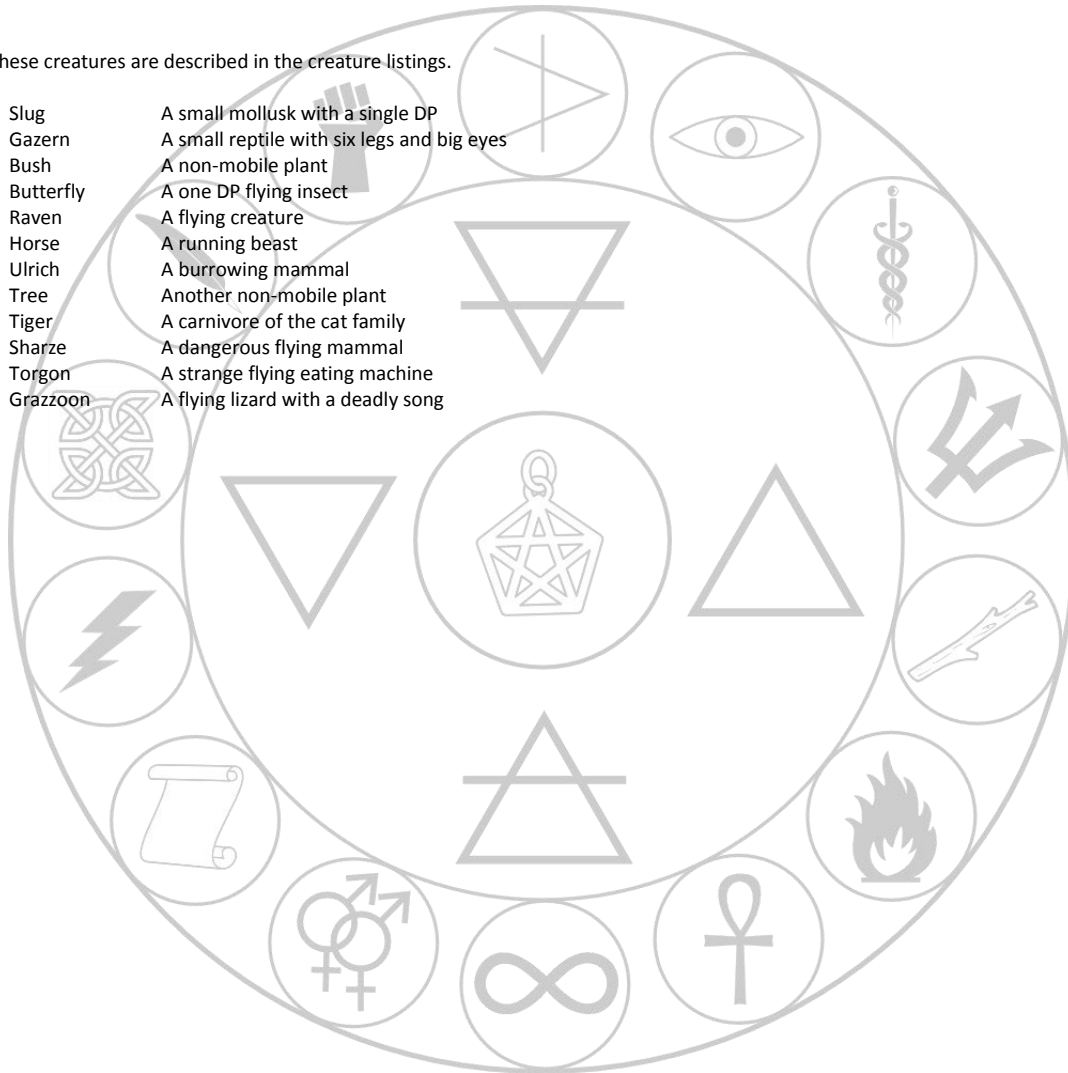 hese creatures are described in the creature listings.
Slug A small mollusk with a single DP
Gazern A small reptile with six legs and big eyes
Bush A non-mobile plant
Butterfly A one DP flying insect
Raven A flying creature
Horse A running beast
Ulrich A burrowing mammal
Tree Another non-mobile plant
Tiger A carnivore of the cat family
Sharze A dangerous flying mammal
Torgon A strange flying eating machine
Grazzoon A flying lizard with a deadly song